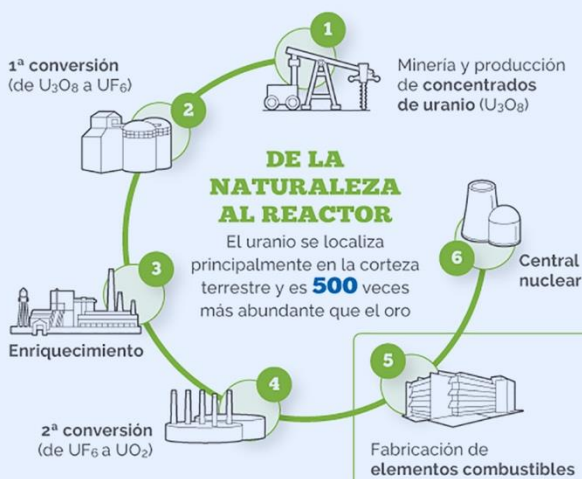 DE LA
NATURALEZA
AL REACTOR
El uranio se localiza
principalmente en la corteza
terrestre y es 500 veces
más abundante que el oro
1
Minería y producción
de concentrados
de uranio (U₃O₈)
2
1ª conversión
(de U₃O₈ a UF₆)
3
Enriquecimiento
4
2ª conversión
(de UF₆ a UO₂)
5
Fabricación de
elementos combustibles
6
Central
nuclear